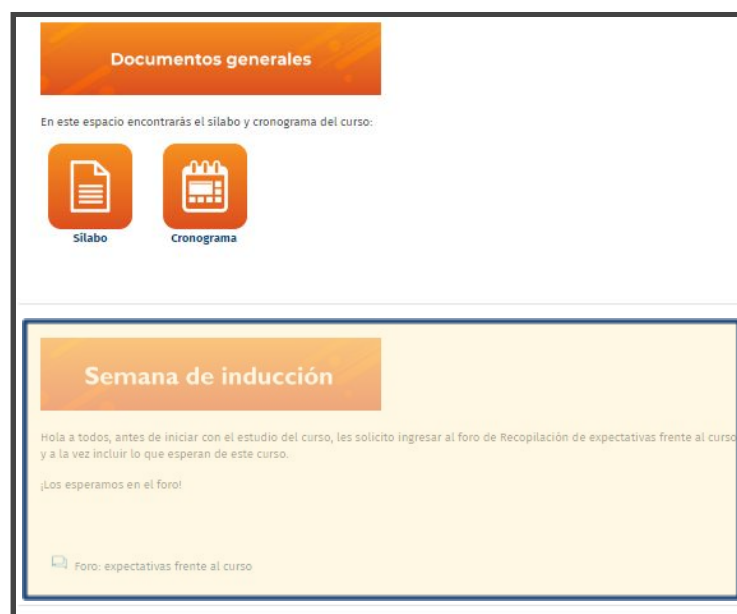 Documentos generales
En este espacio encontrarás el sílabo y cronograma del curso:
Sílabo
Cronograma
Semana de inducción
Hola a todos, antes de iniciar con el estudio del curso, les solicito ingresar al foro de Recopilación de expectativas frente al curso
y a la vez incluir lo que esperan de este curso.
¡Los esperamos en el foro!
Foro: expectativas frente al curso